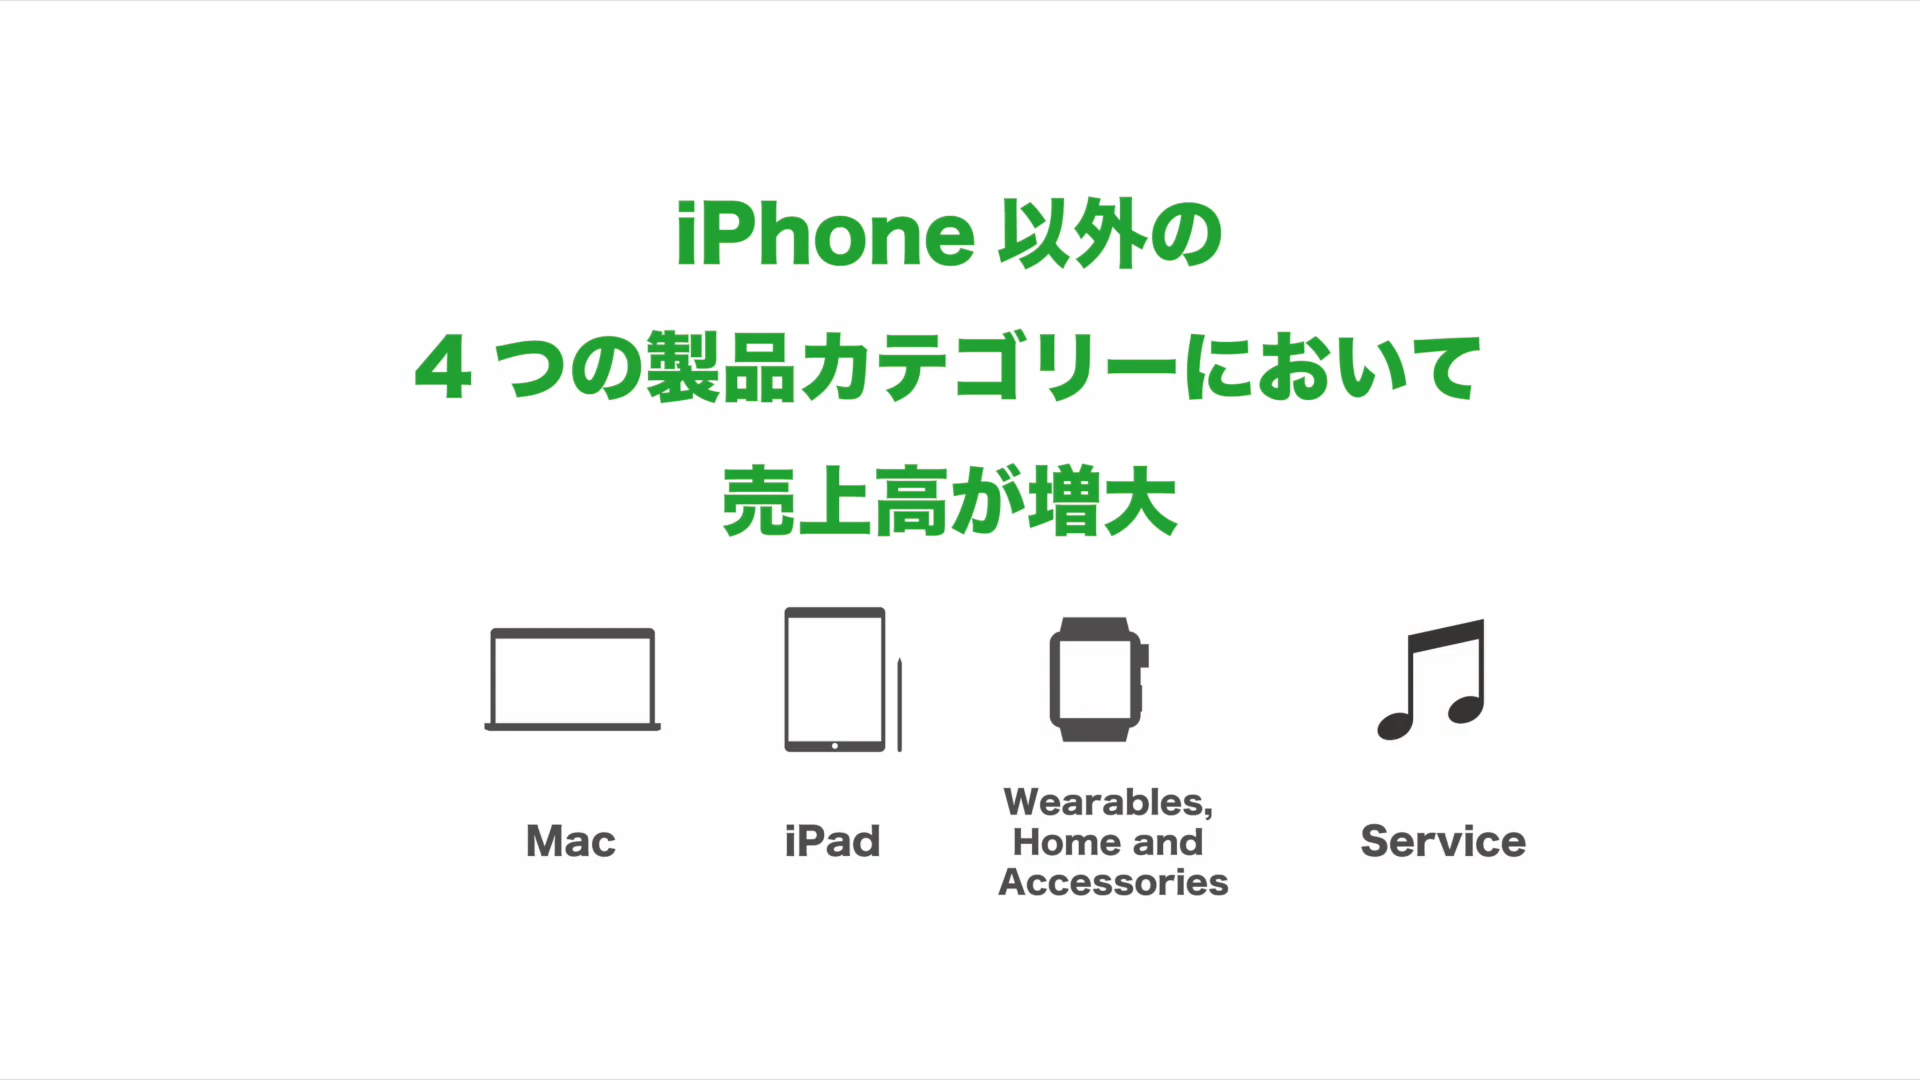 iPhone 以外の
4 つの製品カテゴリーにおいて
売上高が増大
Mac
iPad
Wearables,
Home and
Accessories
Service